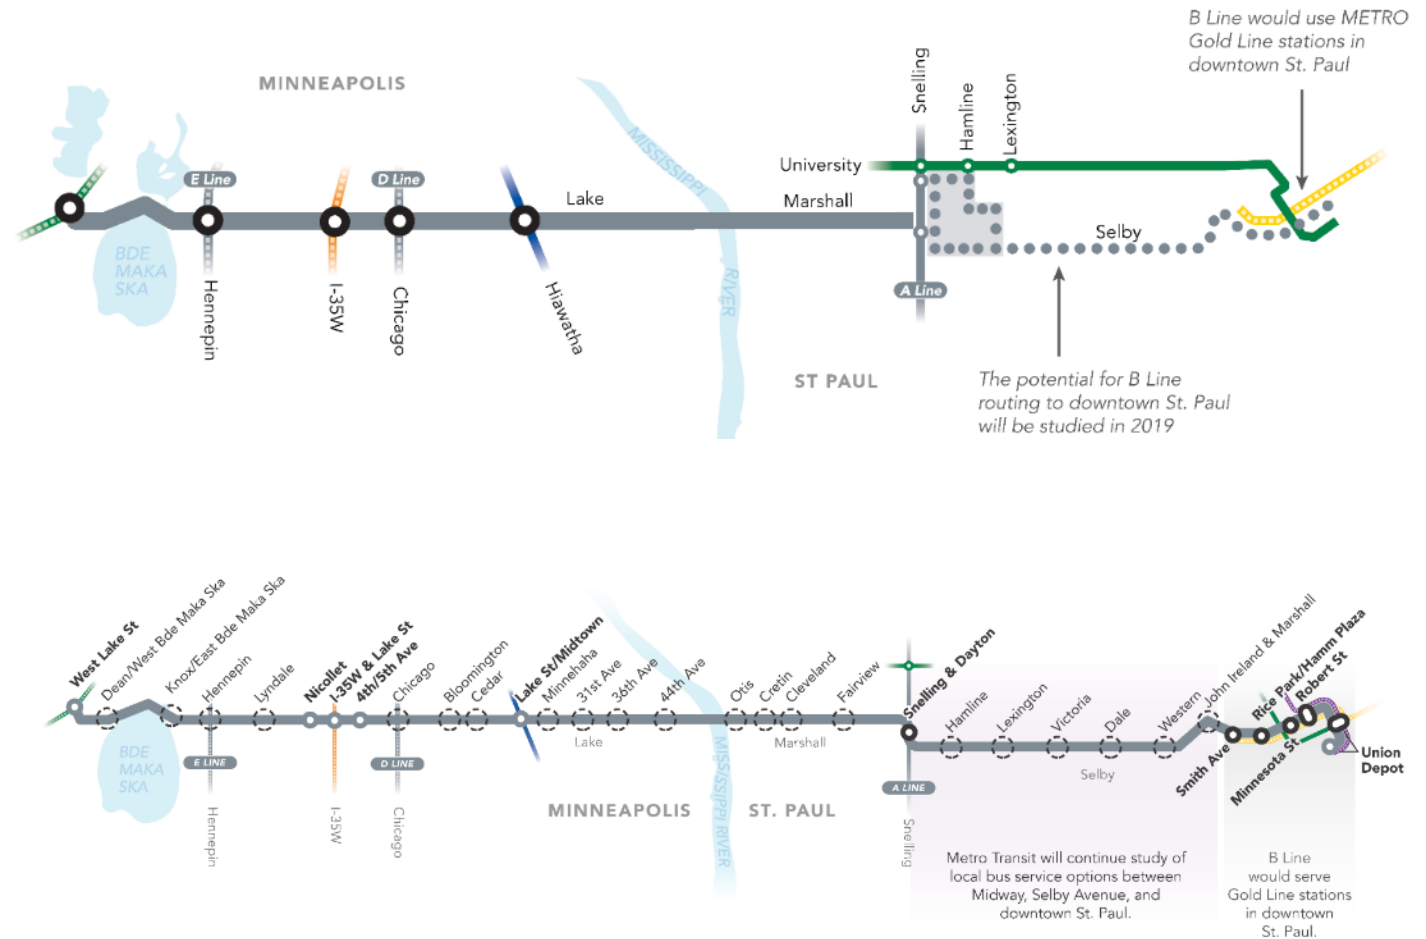 B Line would use METRO
Gold Line stations in
downtown St. Paul
MINNEAPOLIS
Snelling
Hamline
Lexington
MISSISSIPPI
RIVER
University
E Line
D Line
Lake
Marshall
Selby
BDE
MAKA
SKA
A Line
Hennepin
I-35W
Chicago
Hiawatha
ST PAUL
The potential for B Line
routing to downtown St. Paul
will be studied in 2019
West Lake St
Dean/West Bde Maka Ska
Knox/East Bde Maka Ska
Hennepin
Lyndale
Nicollet
I-35W & Lake St
4th/5th Ave
Chicago
Bloomington
Cedar
Lake St/Midtown
Minnehaha
31st Ave
36th Ave
44th Ave
Otis
Cretin
Cleveland
Fairview
Snelling & Dayton
Hamline
Lexington
Victoria
Dale
Western
John Ireland & Marshall
Smith Ave
Rice
Park/Hamm Plaza
Robert St
Minnesota St
Union
Depot
Lake
Marshall
Selby
BDE
MAKA
SKA
E LINE
D LINE
A LINE
Hennepin
I-35W
Chicago
Snelling
MINNEAPOLIS
ST. PAUL
MISSISSIPPI RIVER
Metro Transit will continue study of
local bus service options between
Midway, Selby Avenue, and
downtown St. Paul.
B Line
would serve
Gold Line stations
in downtown
St. Paul.